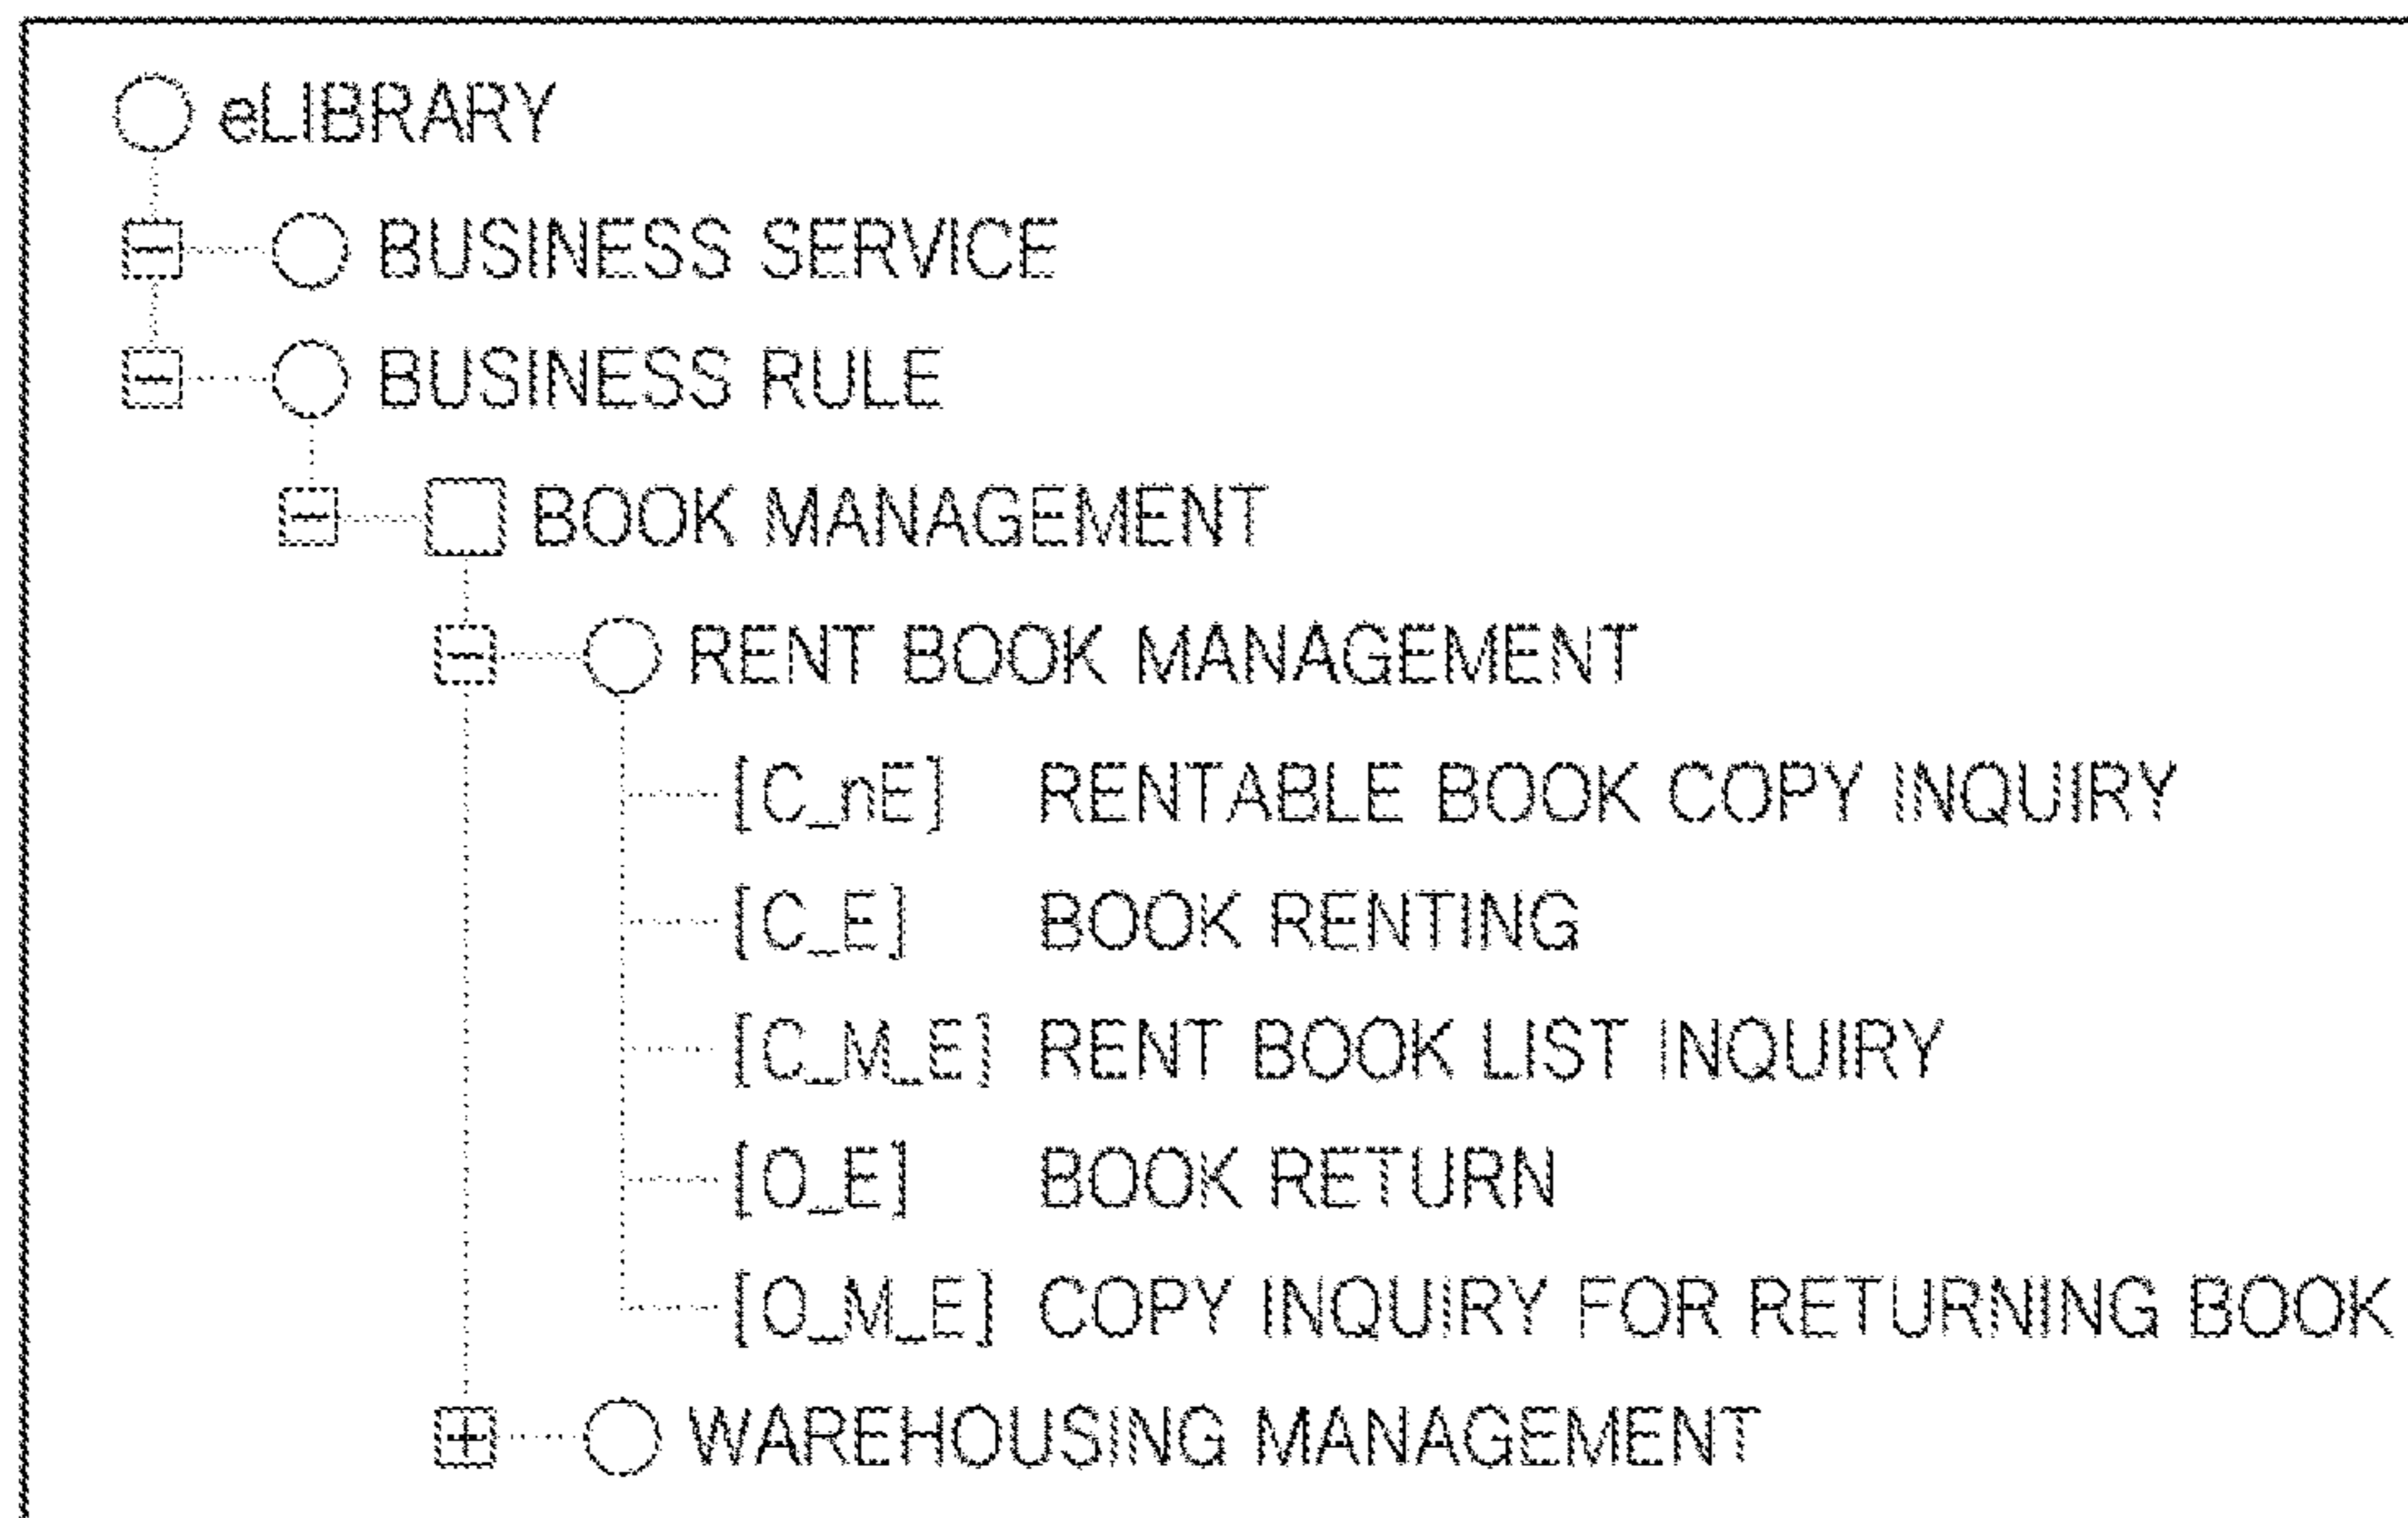 eLIBRARY
BUSINESS SERVICE
BUSINESS RULE
BOOK MANAGEMENT
RENT BOOK MANAGEMENT
[C_nE] RENTABLE BOOK COPY INQUIRY
[C_E] BOOK RENTING
[C_M_E] RENT BOOK LIST INQUIRY
[O_E] BOOK RETURN
[O_M_E] COPY INQUIRY FOR RETURNING BOOK
WAREHOUSING MANAGEMENT